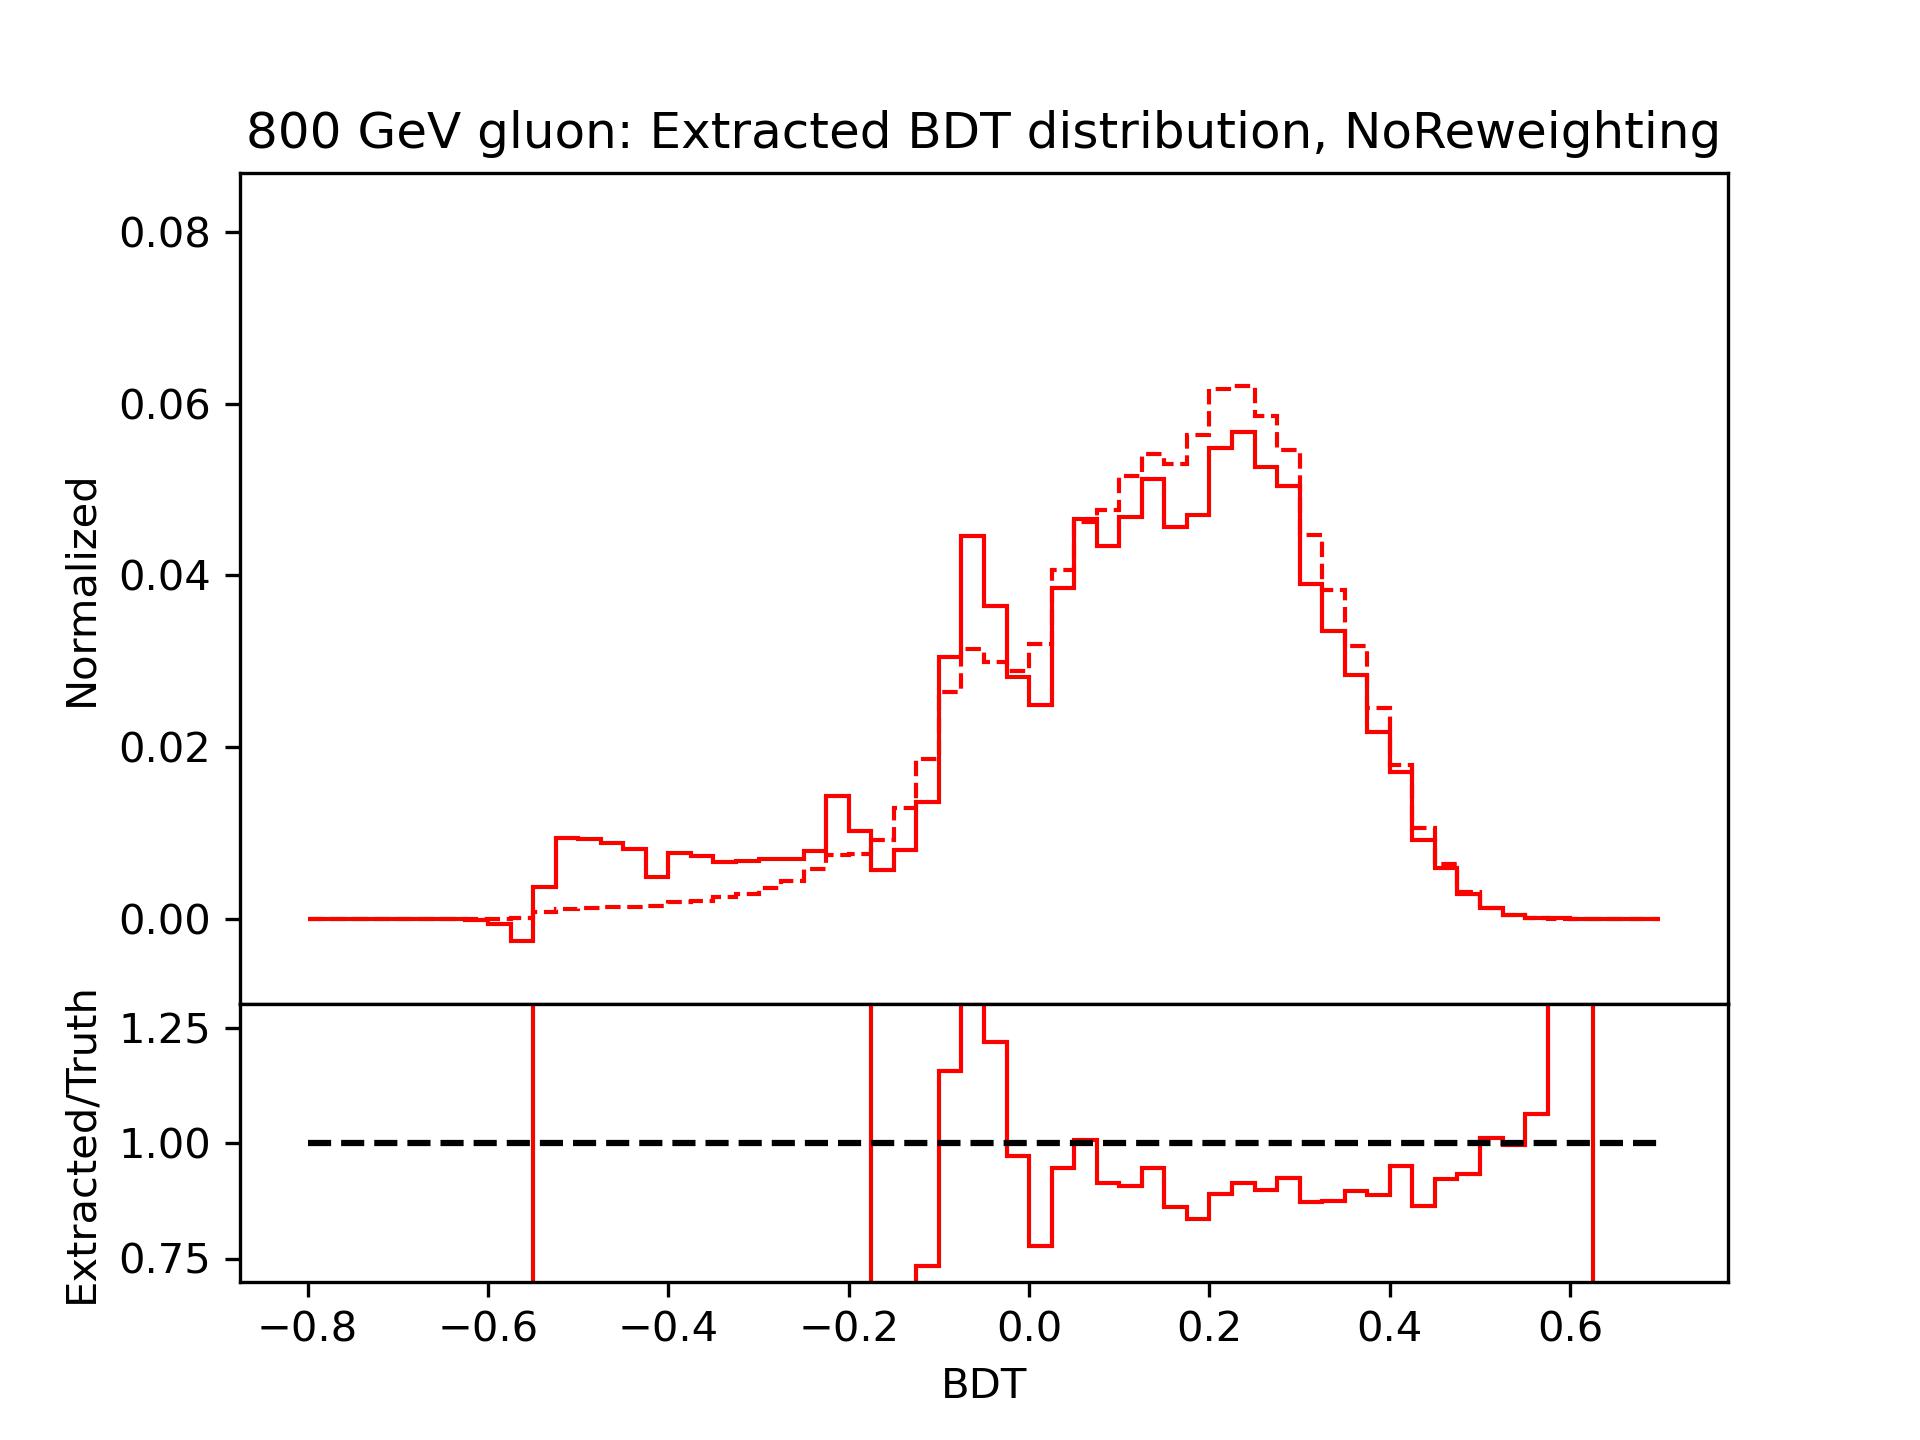 800 GeV gluon: Extracted BDT distribution, NoReweighting
0.08
0.06
0.04
0.02
0.00
Normalized
1.25
1.00
0.75
Extracted/Truth
−0.8 −0.6 −0.4 −0.2 0.0 0.2 0.4 0.6
BDT